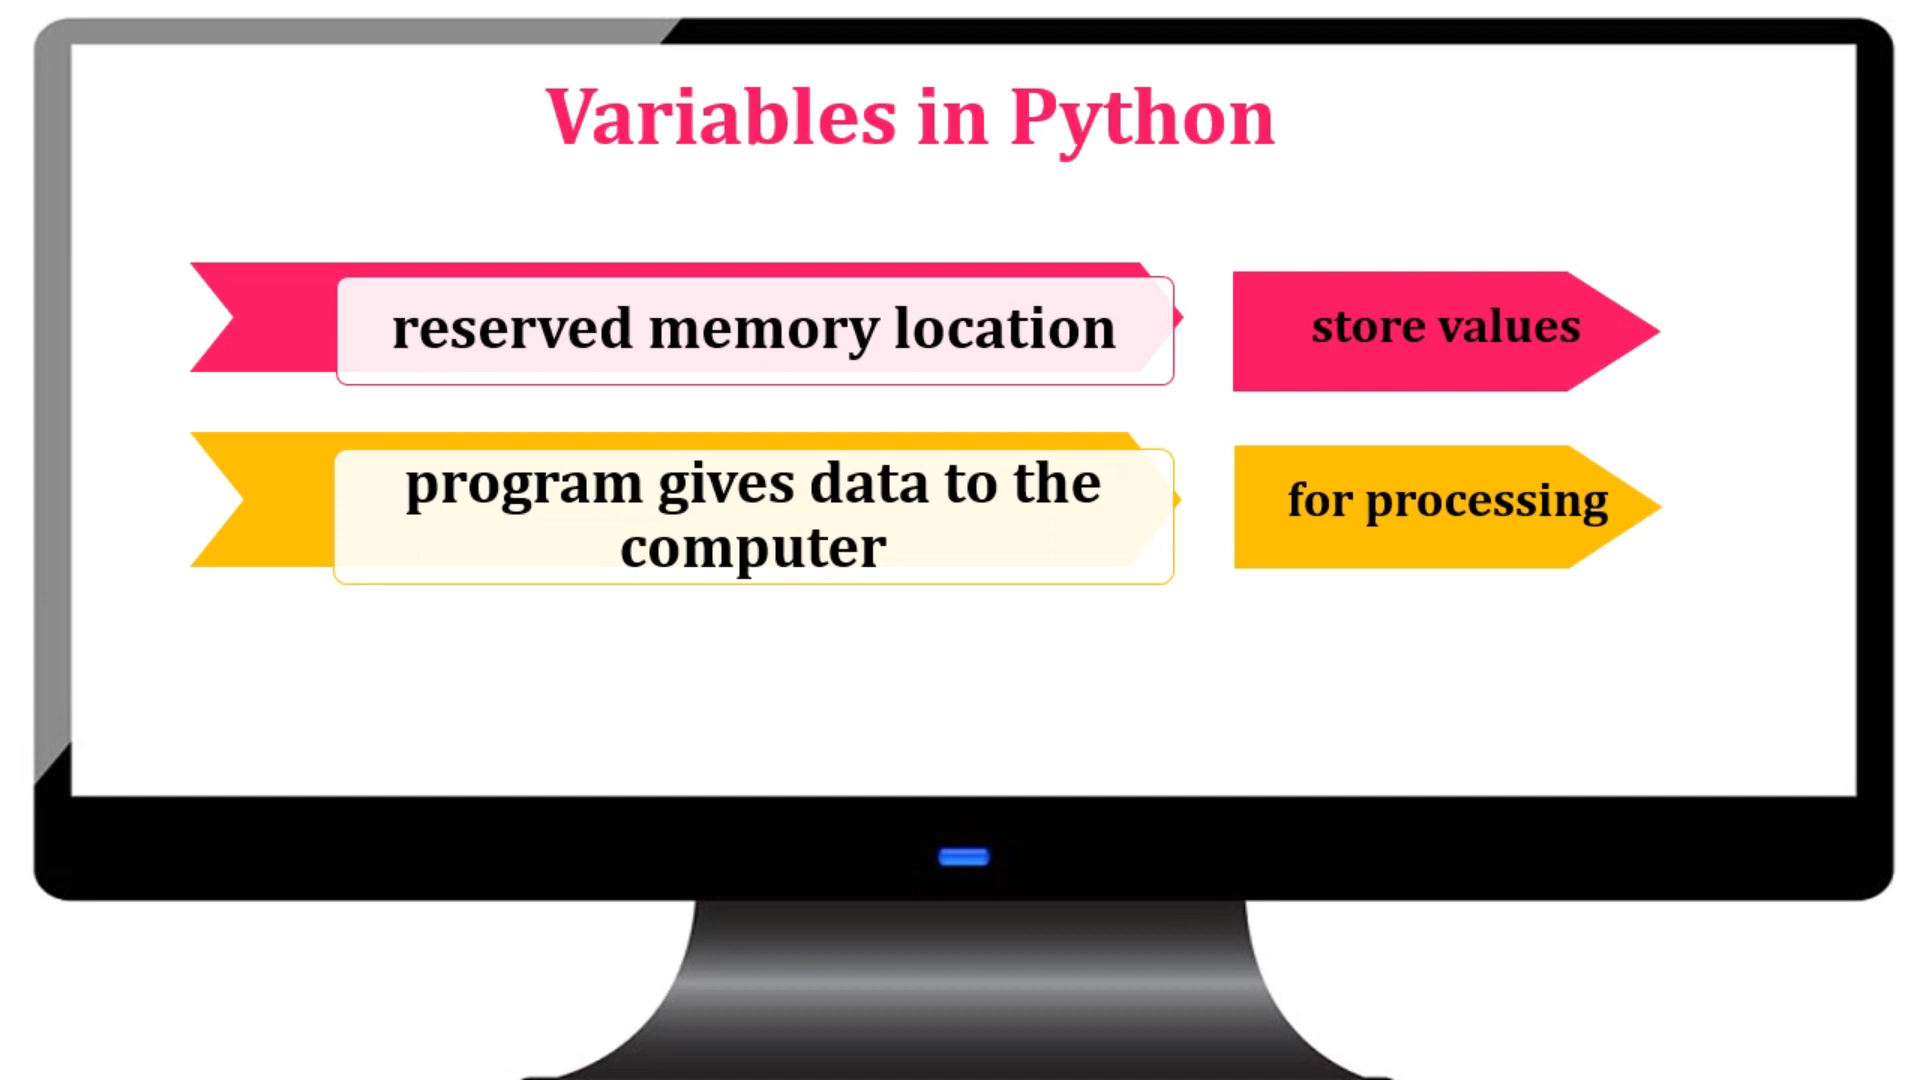 Variables in Python
reserved memory location
store values
program gives data to the
computer
for processing